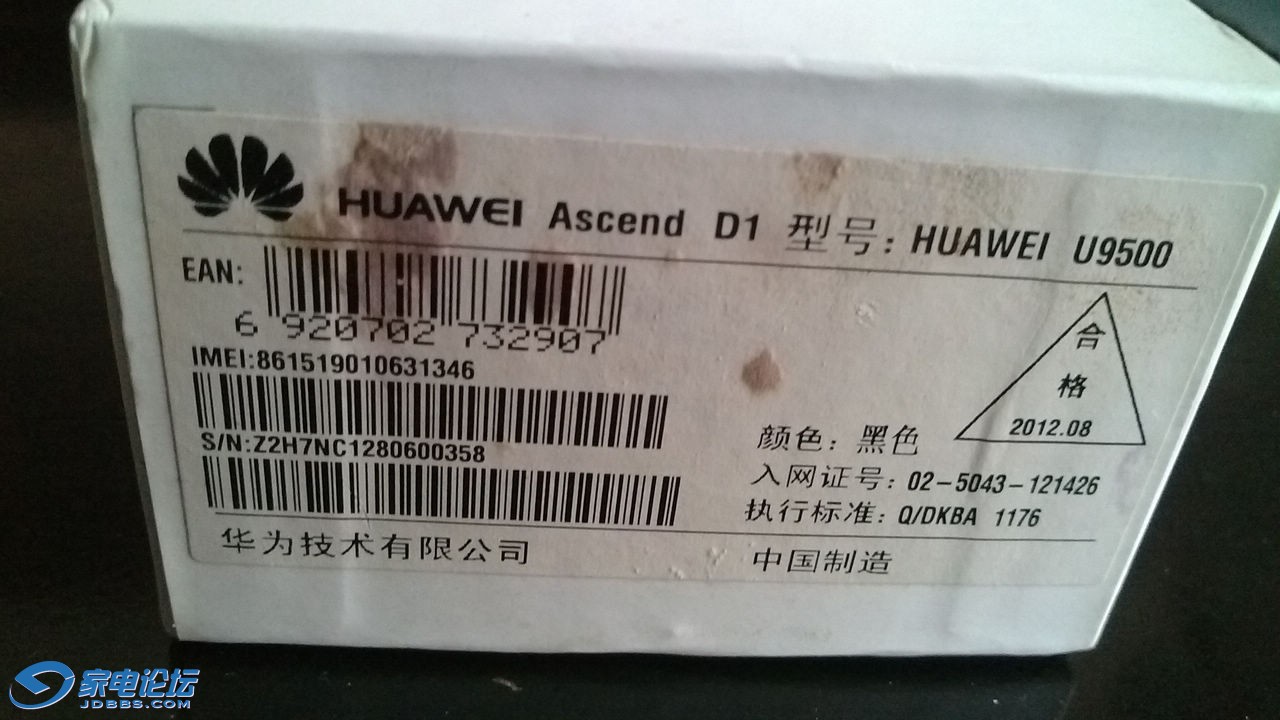 HUAWEI Ascend D1 型号: HUAWEI U9500
EAN:
6 920702 732907
IMEI:861519010631346
S/N:Z2H7NC1280600358
合
格
2012.08
颜色: 黑色
入网证号: 02-5043-121426
执行标准: Q/DKBA 1176
华为技术有限公司
中国制造
家电论坛
JDBBS.COM